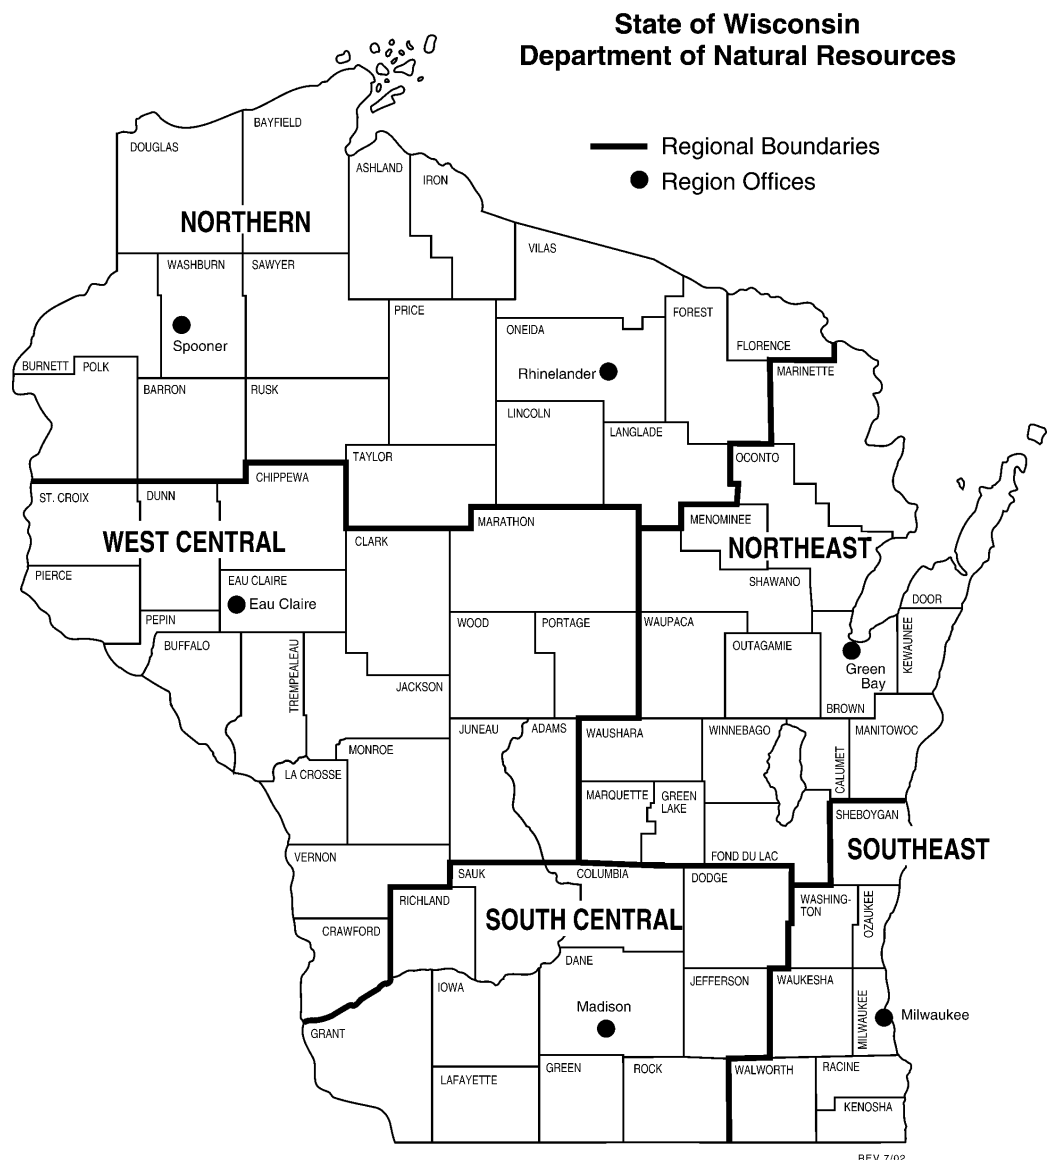 State of Wisconsin
Department of Natural Resources
Regional Boundaries
Region Offices
BAYFIELD
DOUGLAS
ASHLAND
IRON
NORTHERN
VILAS
WASHBURN
SAWYER
PRICE
FOREST
ONEIDA
Spooner
FLORENCE
BURNETT
POLK
MARINETTE
Rhinelander
BARRON
RUSK
LINCOLN
LANGLADE
TAYLOR
OCONTO
CHIPPEWA
ST. CROIX
DUNN
MARATHON
MENOMINEE
WEST CENTRAL
CLARK
NORTHEAST
PIERCE
EAU CLAIRE
SHAWANO
Eau Claire
DOOR
PEPIN
WOOD
PORTAGE
WAUPACA
BUFFALO
TREMPEALEAU
OUTAGAMIE
KEWAUNEE
Green
Bay
JACKSON
BROWN
JUNEAU
ADAMS
WAUSHARA
WINNEBAGO
MANITOWOC
MONROE
CALUMET
LA CROSSE
MARQUETTE
GREEN
LAKE
SHEBOYGAN
VERNON
FOND DU LAC
SOUTHEAST
SAUK
COLUMBIA
DODGE
RICHLAND
WASHING-
TON
OZAUKEE
SOUTH CENTRAL
CRAWFORD
DANE
IOWA
JEFFERSON
WAUKESHA
Madison
MILWAUKEE
Milwaukee
GRANT
GREEN
ROCK
WALWORTH
RACINE
LAFAYETTE
KENOSHA
REV 7/02